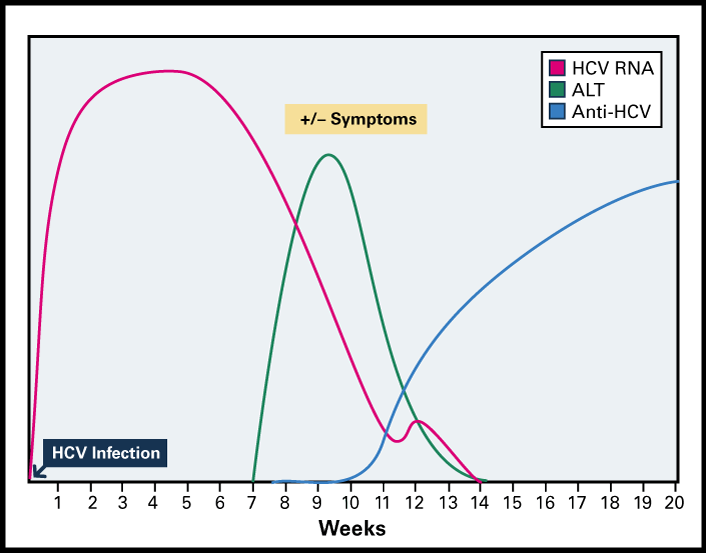 HCV RNA
ALT
Anti-HCV
+/– Symptoms
HCV Infection
1 2 3 4 5 6 7 8 9 10 11 12 13 14 15 16 17 18 19 20
Weeks